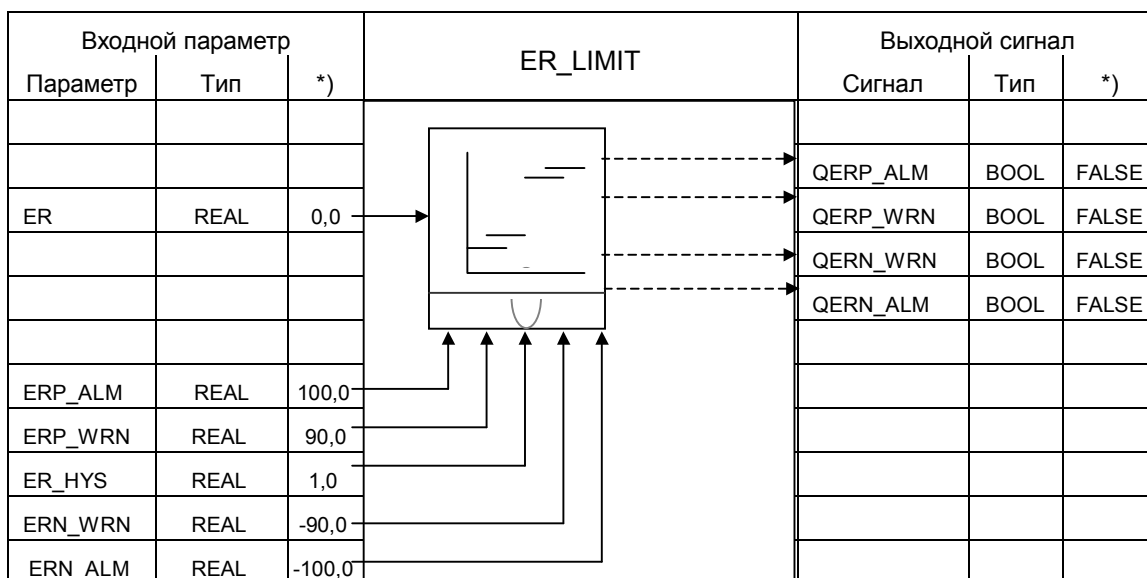 Входной параметр ER_LIMIT Выходной сигнал
Параметр Тип *) Сигнал Тип *)
QERP_ALM BOOL FALSE
ER REAL 0,0 QERP_WRN BOOL FALSE
QERN_WRN BOOL FALSE
QERN_ALM BOOL FALSE
ERP_ALM REAL 100,0
ERP_WRN REAL 90,0
ER_HYS REAL 1,0
ERN_WRN REAL -90,0
ERN_ALM REAL -100,0